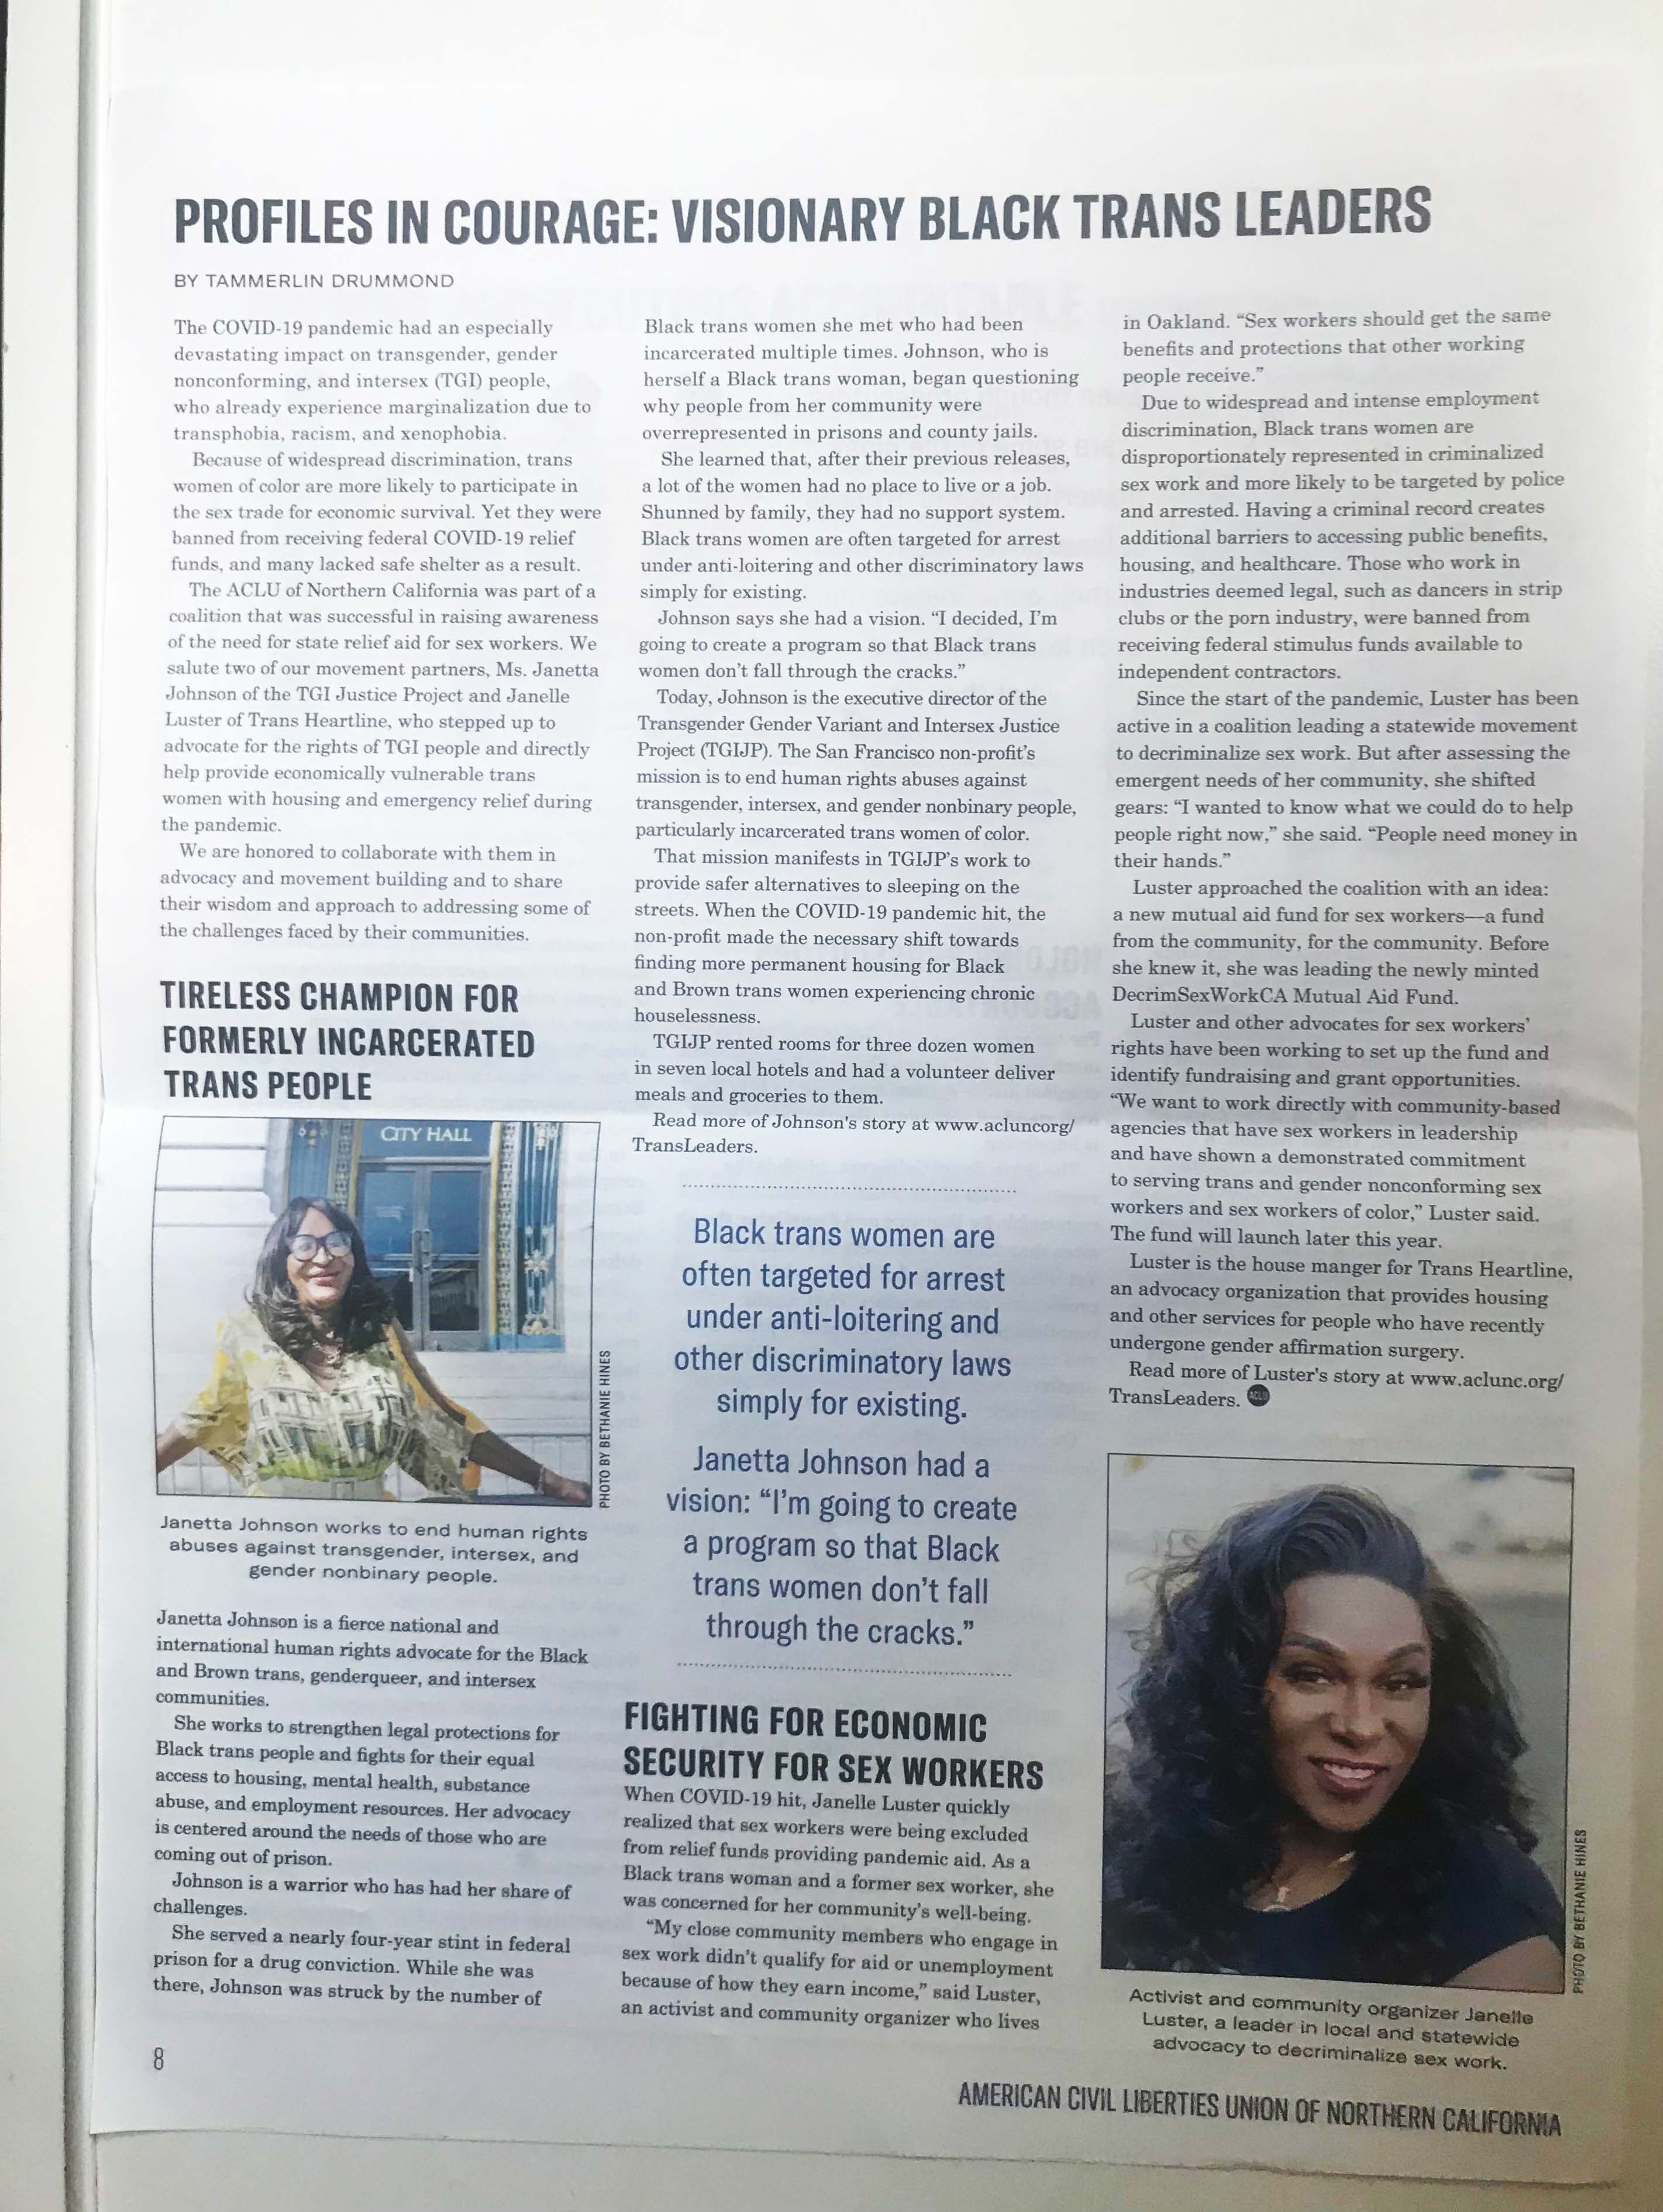 PROFILES IN COURAGE: VISIONARY BLACK TRANS LEADERS
BY TAMMERLIN DRUMMOND
The COVID-19 pandemic had an especially
devastating impact on transgender, gender
nonconforming, and intersex (TGI) people,
who already experience marginalization due to
transphobia, racism, and xenophobia.
Because of widespread discrimination, trans
women of color are more likely to participate in
the sex trade for economic survival. Yet they were
banned from receiving federal COVID-19 relief
funds, and many lacked safe shelter as a result.
The ACLU of Northern California was part of a
coalition that was successful in raising awareness
of the need for state relief aid for sex workers. We
salute two of our movement partners, Ms. Janetta
Johnson of the TGI Justice Project and Janelle
Luster of Trans Heartline, who stepped up to
advocate for the rights of TGI people and directly
help provide economically vulnerable trans
women with housing and emergency relief during
the pandemic.
We are honored to collaborate with them in
advocacy and movement building and to share
their wisdom and approach to addressing some of
the challenges faced by their communities.
TIRELESS CHAMPION FOR
FORMERLY INCARCERATED
TRANS PEOPLE
CITY HALL
PHOTO BY BETHANIE HINES
Janetta Johnson works to end human rights
abuses against transgender, intersex, and
gender nonbinary people.
Janetta Johnson is a fierce national and
international human rights advocate for the Black
and Brown trans, genderqueer, and intersex
communities.
She works to strengthen legal protections for
Black trans people and fights for their equal
access to housing, mental health, substance
abuse, and employment resources. Her advocacy
is centered around the needs of those who are
coming out of prison.
Johnson is a warrior who has had her share of
challenges.
She served a nearly four-year stint in federal
prison for a drug conviction. While she was
there, Johnson was struck by the number of
Black trans women she met who had been
incarcerated multiple times. Johnson, who is
herself a Black trans woman, began questioning
why people from her community were
overrepresented in prisons and county jails.
She learned that, after their previous releases,
a lot of the women had no place to live or a job.
Shunned by family, they had no support system.
Black trans women are often targeted for arrest
under anti-loitering and other discriminatory laws
simply for existing.
Johnson says she had a vision. “I decided, I’m
going to create a program so that Black trans
women don’t fall through the cracks.”
Today, Johnson is the executive director of the
Transgender Gender Variant and Intersex Justice
Project (TGIJP). The San Francisco non-profit’s
mission is to end human rights abuses against
transgender, intersex, and gender nonbinary people,
particularly incarcerated trans women of color.
That mission manifests in TGIJP’s work to
provide safer alternatives to sleeping on the
streets. When the COVID-19 pandemic hit, the
non-profit made the necessary shift towards
finding more permanent housing for Black
and Brown trans women experiencing chronic
houselessness.
TGIJP rented rooms for three dozen women
in seven local hotels and had a volunteer deliver
meals and groceries to them.
Read more of Johnson's story at www.acluncorg/
TransLeaders.
Black trans women are
often targeted for arrest
under anti-loitering and
other discriminatory laws
simply for existing.
Janetta Johnson had a
vision: “I’m going to create
a program so that Black
trans women don’t fall
through the cracks.”
FIGHTING FOR ECONOMIC
SECURITY FOR SEX WORKERS
When COVID-19 hit, Janelle Luster quickly
realized that sex workers were being excluded
from relief funds providing pandemic aid. As a
Black trans woman and a former sex worker, she
was concerned for her community’s well-being.
“My close community members who engage in
sex work didn’t qualify for aid or unemployment
because of how they earn income,” said Luster,
an activist and community organizer who lives
in Oakland. “Sex workers should get the same
benefits and protections that other working
people receive.”
Due to widespread and intense employment
discrimination, Black trans women are
disproportionately represented in criminalized
sex work and more likely to be targeted by police
and arrested. Having a criminal record creates
additional barriers to accessing public benefits,
housing, and healthcare. Those who work in
industries deemed legal, such as dancers in strip
clubs or the porn industry, were banned from
receiving federal stimulus funds available to
independent contractors.
Since the start of the pandemic, Luster has been
active in a coalition leading a statewide movement
to decriminalize sex work. But after assessing the
emergent needs of her community, she shifted
gears: “I wanted to know what we could do to help
people right now,” she said. “People need money in
their hands.”
Luster approached the coalition with an idea:
a new mutual aid fund for sex workers—a fund
from the community, for the community. Before
she knew it, she was leading the newly minted
DecrimSexWorkCA Mutual Aid Fund.
Luster and other advocates for sex workers’
rights have been working to set up the fund and
identify fundraising and grant opportunities.
“We want to work directly with community-based
agencies that have sex workers in leadership
and have shown a demonstrated commitment
to serving trans and gender nonconforming sex
workers and sex workers of color,” Luster said.
The fund will launch later this year.
Luster is the house manger for Trans Heartline,
an advocacy organization that provides housing
and other services for people who have recently
undergone gender affirmation surgery.
Read more of Luster's story at www.aclunc.org/
TransLeaders. ACLU
PHOTO BY BETHANIE HINES
Activist and community organizer Janelle
Luster, a leader in local and statewide
advocacy to decriminalize sex work.
8
AMERICAN CIVIL LIBERTIES UNION OF NORTHERN CALIFORNIA